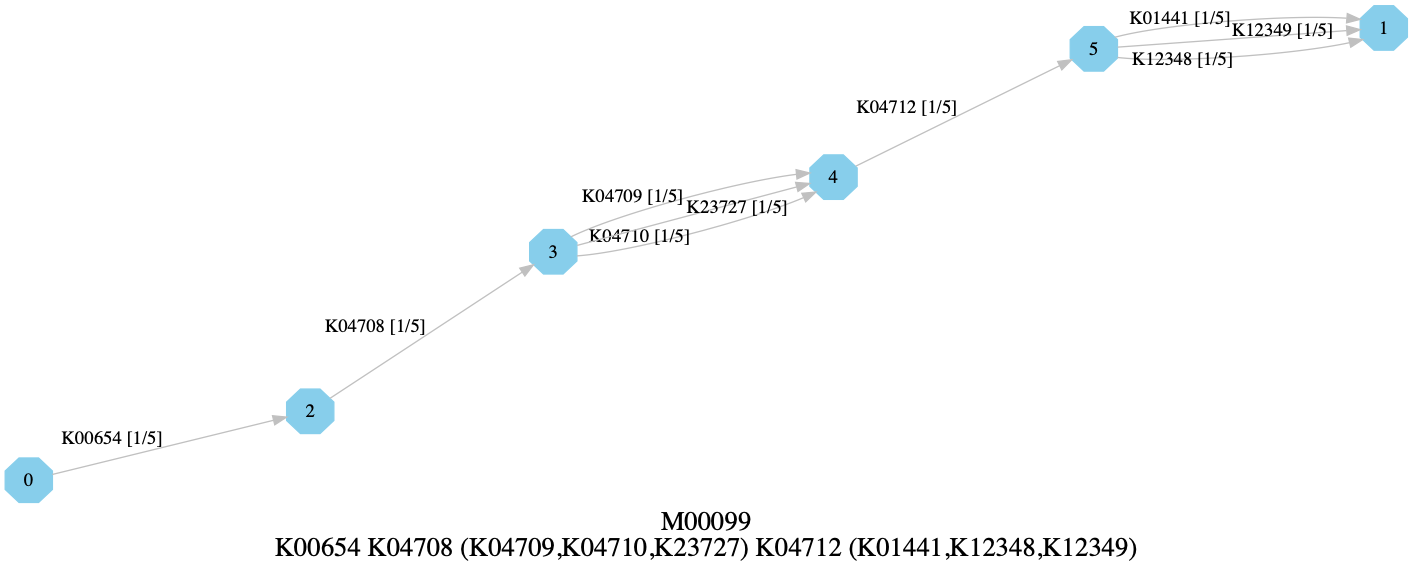 K01441 [1/5]
1
K12349 [1/5]
5
K12348 [1/5]
K04712 [1/5]
4
K04709 [1/5]
K23727 [1/5]
K04710 [1/5]
3
K04708 [1/5]
2
K00654 [1/5]
0
M00099
K00654 K04708 (K04709,K04710,K23727) K04712 (K01441,K12348,K12349)